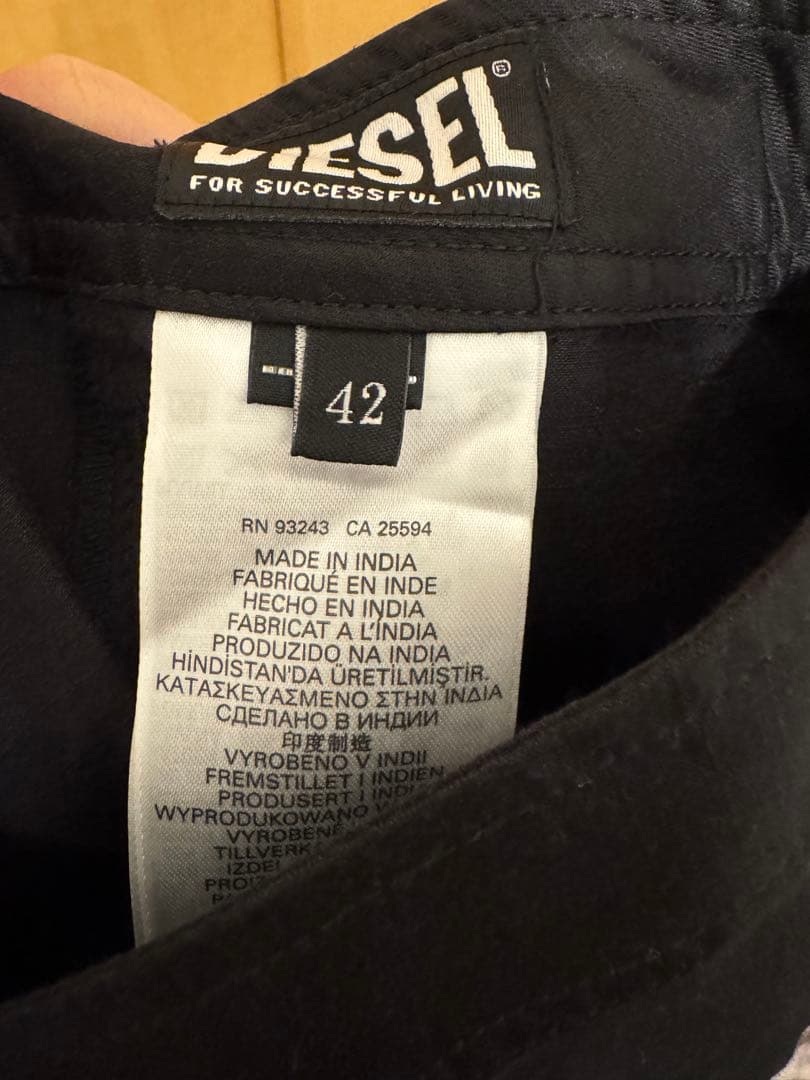 DIESEL®
FOR SUCCESSFUL LIVING
42
RN 93243 CA 25594
MADE IN INDIA
FABRIQUÉ EN INDE
HECHO EN INDIA
FABRICAT A L'ÍNDIA
PRODUZIDO NA INDIA
HİNDİSTAN'DA ÜRETİLMİŞTİR.
ΚΑΤΑΣΚΕΥΑΣΜΕΝΟ ΣΤΗΝ ΙΝΔΙΑ
СДЕЛАНО В ИНДИИ
印度制造
VYROBENO V INDII
FREMSTILLET I INDIEN
PRODUSERT I
WYPRODUKOWANO